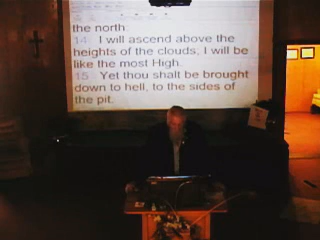 the north.
14 I will ascend above the
heights of the clouds; I will be
like the most High.
15 Yet thou shalt be brought
down to hell, to the sides of
the pit.